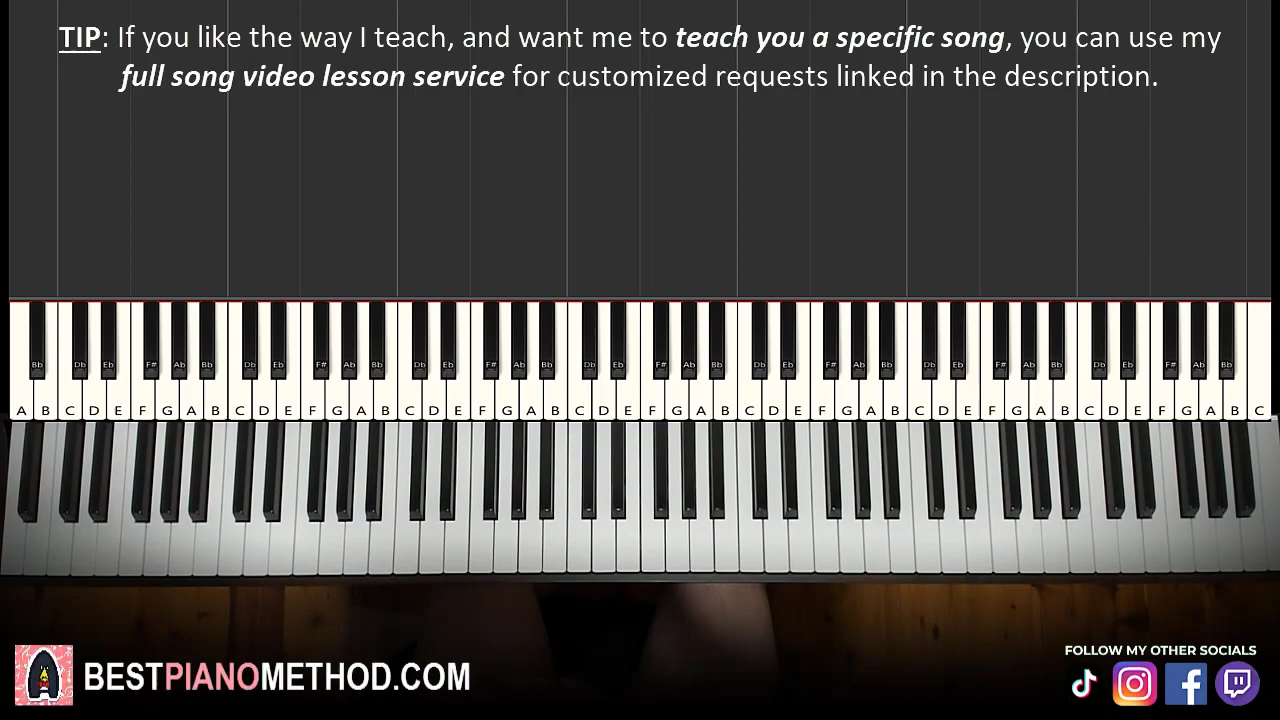 TIP: If you like the way I teach, and want me to teach you a specific song, you can use my
full song video lesson service for customized requests linked in the description.
Bb Db Eb F# Ab Bb Db Eb F# Ab Bb Db Eb F# Ab Bb Db Eb F# Ab Bb Db Eb F# Ab Bb Db Eb F# Ab Bb Db Eb F# Ab Bb
A B C D E F G A B C D E F G A B C D E F G A B C D E F G A B C D E F G A B C D E F G A B C D E F G A B C
BESTPIANOMETHOD.COM
FOLLOW MY OTHER SOCIALS